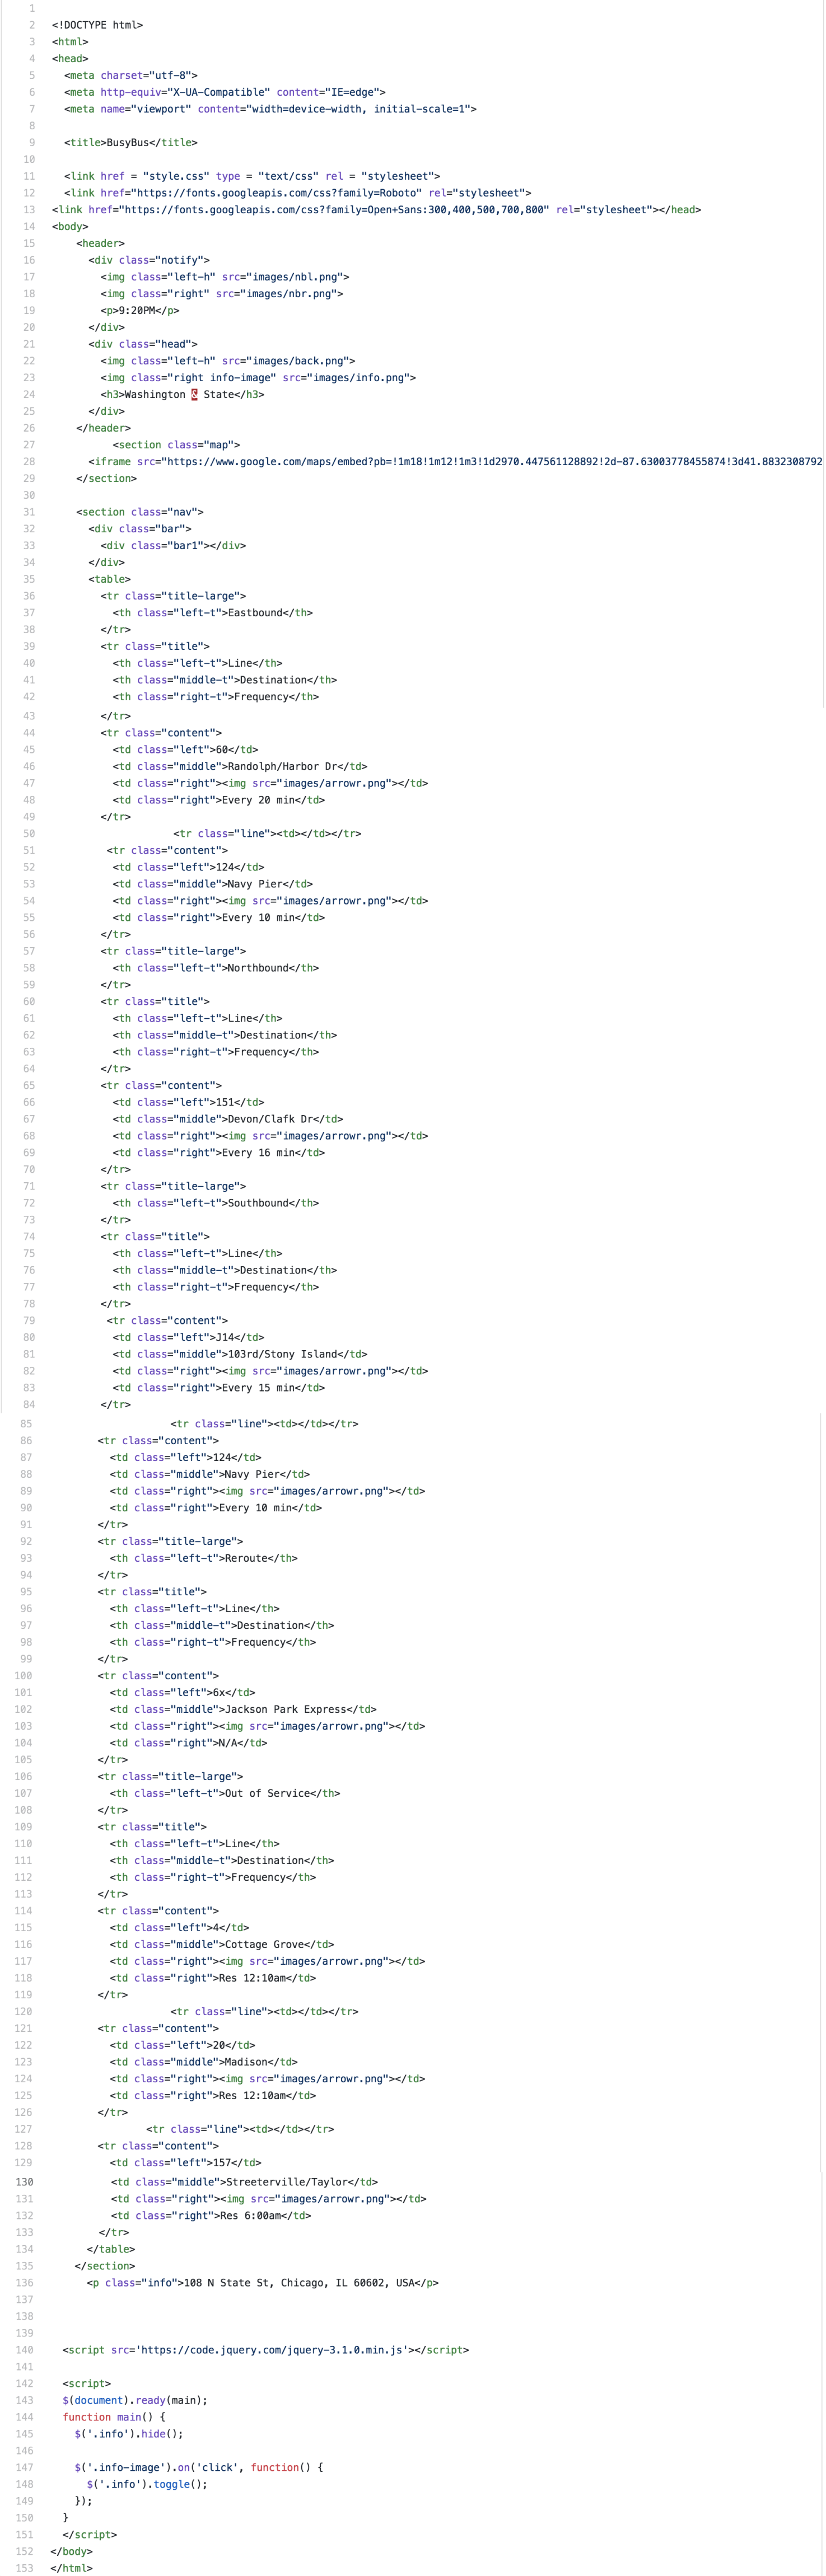 1
2 <!DOCTYPE html>
3 <html>
4 <head>
5 <meta charset="utf-8">
6 <meta http-equiv="X-UA-Compatible" content="IE=edge">
7 <meta name="viewport" content="width=device-width, initial-scale=1">
8
9 <title>BusyBus</title>
10
11 <link href = "style.css" type = "text/css" rel = "stylesheet">
12 <link href="https://fonts.googleapis.com/css?family=Roboto" rel="stylesheet">
13 <link href="https://fonts.googleapis.com/css?family=Open+Sans:300,400,500,700,800" rel="stylesheet"></head>
14 <body>
15 <header>
16 <div class="notify">
17 <img class="left-h" src="images/nbl.png">
18 <img class="right" src="images/nbr.png">
19 <p>9:20PM</p>
20 </div>
21 <div class="head">
22 <img class="left-h" src="images/back.png">
23 <img class="right info-image" src="images/info.png">
24 <h3>Washington & State</h3>
25 </div>
26 </header>
27 <section class="map">
28 <iframe src="https://www.google.com/maps/embed?pb=!1m18!1m12!1m3!1d2970.447561128892!2d-87.63003778455874!3d41.8832308792
29 </section>
30
31 <section class="nav">
32 <div class="bar">
33 <div class="bar1"></div>
34 </div>
35 <table>
36 <tr class="title-large">
37 <th class="left-t">Eastbound</th>
38 </tr>
39 <tr class="title">
40 <th class="left-t">Line</th>
41 <th class="middle-t">Destination</th>
42 <th class="right-t">Frequency</th>
43 </tr>
44 <tr class="content">
45 <td class="left">60</td>
46 <td class="middle">Randolph/Harbor Dr</td>
47 <td class="right"><img src="images/arrowr.png"></td>
48 <td class="right">Every 20 min</td>
49 </tr>
50 <tr class="line"><td></td></tr>
51 <tr class="content">
52 <td class="left">124</td>
53 <td class="middle">Navy Pier</td>
54 <td class="right"><img src="images/arrowr.png"></td>
55 <td class="right">Every 10 min</td>
56 </tr>
57 <tr class="title-large">
58 <th class="left-t">Northbound</th>
59 </tr>
60 <tr class="title">
61 <th class="left-t">Line</th>
62 <th class="middle-t">Destination</th>
63 <th class="right-t">Frequency</th>
64 </tr>
65 <tr class="content">
66 <td class="left">151</td>
67 <td class="middle">Devon/Clafk Dr</td>
68 <td class="right"><img src="images/arrowr.png"></td>
69 <td class="right">Every 16 min</td>
70 </tr>
71 <tr class="title-large">
72 <th class="left-t">Southbound</th>
73 </tr>
74 <tr class="title">
75 <th class="left-t">Line</th>
76 <th class="middle-t">Destination</th>
77 <th class="right-t">Frequency</th>
78 </tr>
79 <tr class="content">
80 <td class="left">J14</td>
81 <td class="middle">103rd/Stony Island</td>
82 <td class="right"><img src="images/arrowr.png"></td>
83 <td class="right">Every 15 min</td>
84 </tr>
85 <tr class="line"><td></td></tr>
86 <tr class="content">
87 <td class="left">124</td>
88 <td class="middle">Navy Pier</td>
89 <td class="right"><img src="images/arrowr.png"></td>
90 <td class="right">Every 10 min</td>
91 </tr>
92 <tr class="title-large">
93 <th class="left-t">Reroute</th>
94 </tr>
95 <tr class="title">
96 <th class="left-t">Line</th>
97 <th class="middle-t">Destination</th>
98 <th class="right-t">Frequency</th>
99 </tr>
100 <tr class="content">
101 <td class="left">6x</td>
102 <td class="middle">Jackson Park Express</td>
103 <td class="right"><img src="images/arrowr.png"></td>
104 <td class="right">N/A</td>
105 </tr>
106 <tr class="title-large">
107 <th class="left-t">Out of Service</th>
108 </tr>
109 <tr class="title">
110 <th class="left-t">Line</th>
111 <th class="middle-t">Destination</th>
112 <th class="right-t">Frequency</th>
113 </tr>
114 <tr class="content">
115 <td class="left">4</td>
116 <td class="middle">Cottage Grove</td>
117 <td class="right"><img src="images/arrowr.png"></td>
118 <td class="right">Res 12:10am</td>
119 </tr>
120 <tr class="line"><td></td></tr>
121 <tr class="content">
122 <td class="left">20</td>
123 <td class="middle">Madison</td>
124 <td class="right"><img src="images/arrowr.png"></td>
125 <td class="right">Res 12:10am</td>
126 </tr>
127 <tr class="line"><td></td></tr>
128 <tr class="content">
129 <td class="left">157</td>
130 <td class="middle">Streeterville/Taylor</td>
131 <td class="right"><img src="images/arrowr.png"></td>
132 <td class="right">Res 6:00am</td>
133 </tr>
134 </table>
135 </section>
136 <p class="info">108 N State St, Chicago, IL 60602, USA</p>
137
138
139
140 <script src='https://code.jquery.com/jquery-3.1.0.min.js'></script>
141
142 <script>
143 $(document).ready(main);
144 function main() {
145 $('.info').hide();
146
147 $('.info-image').on('click', function() {
148 $('.info').toggle();
149 });
150 }
151 </script>
152 </body>
153 </html>